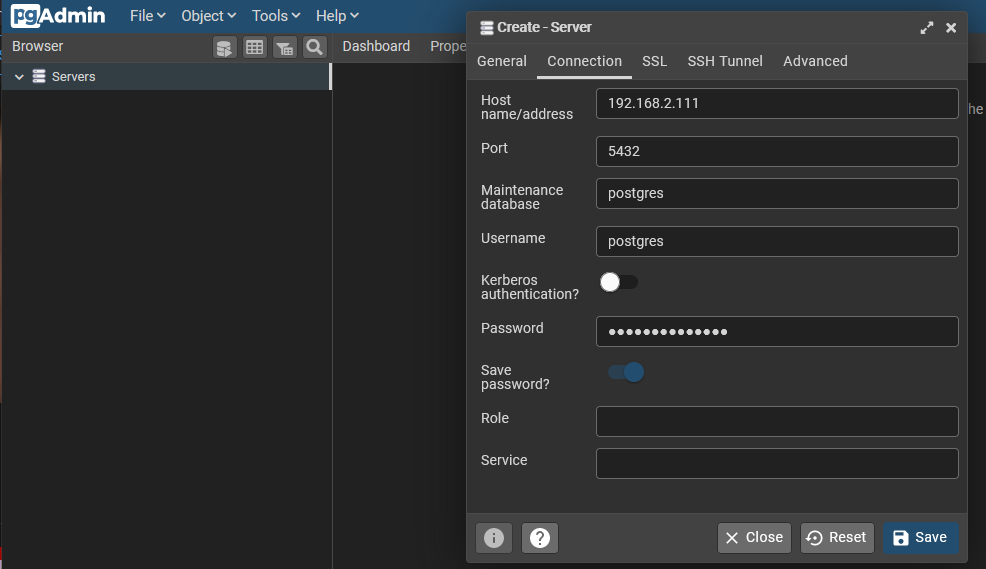 pgAdmin File Object Tools Help
Browser
Dashboard
Prope
Servers
Create - Server
General Connection SSL SSH Tunnel Advanced
Host
name/address
192.168.2.111
Port
5432
Maintenance
database
postgres
Username
postgres
Kerberos
authentication?
Password
●●●●●●●●●●●●●●
Save
password?
Role
Service
Close Reset Save
he